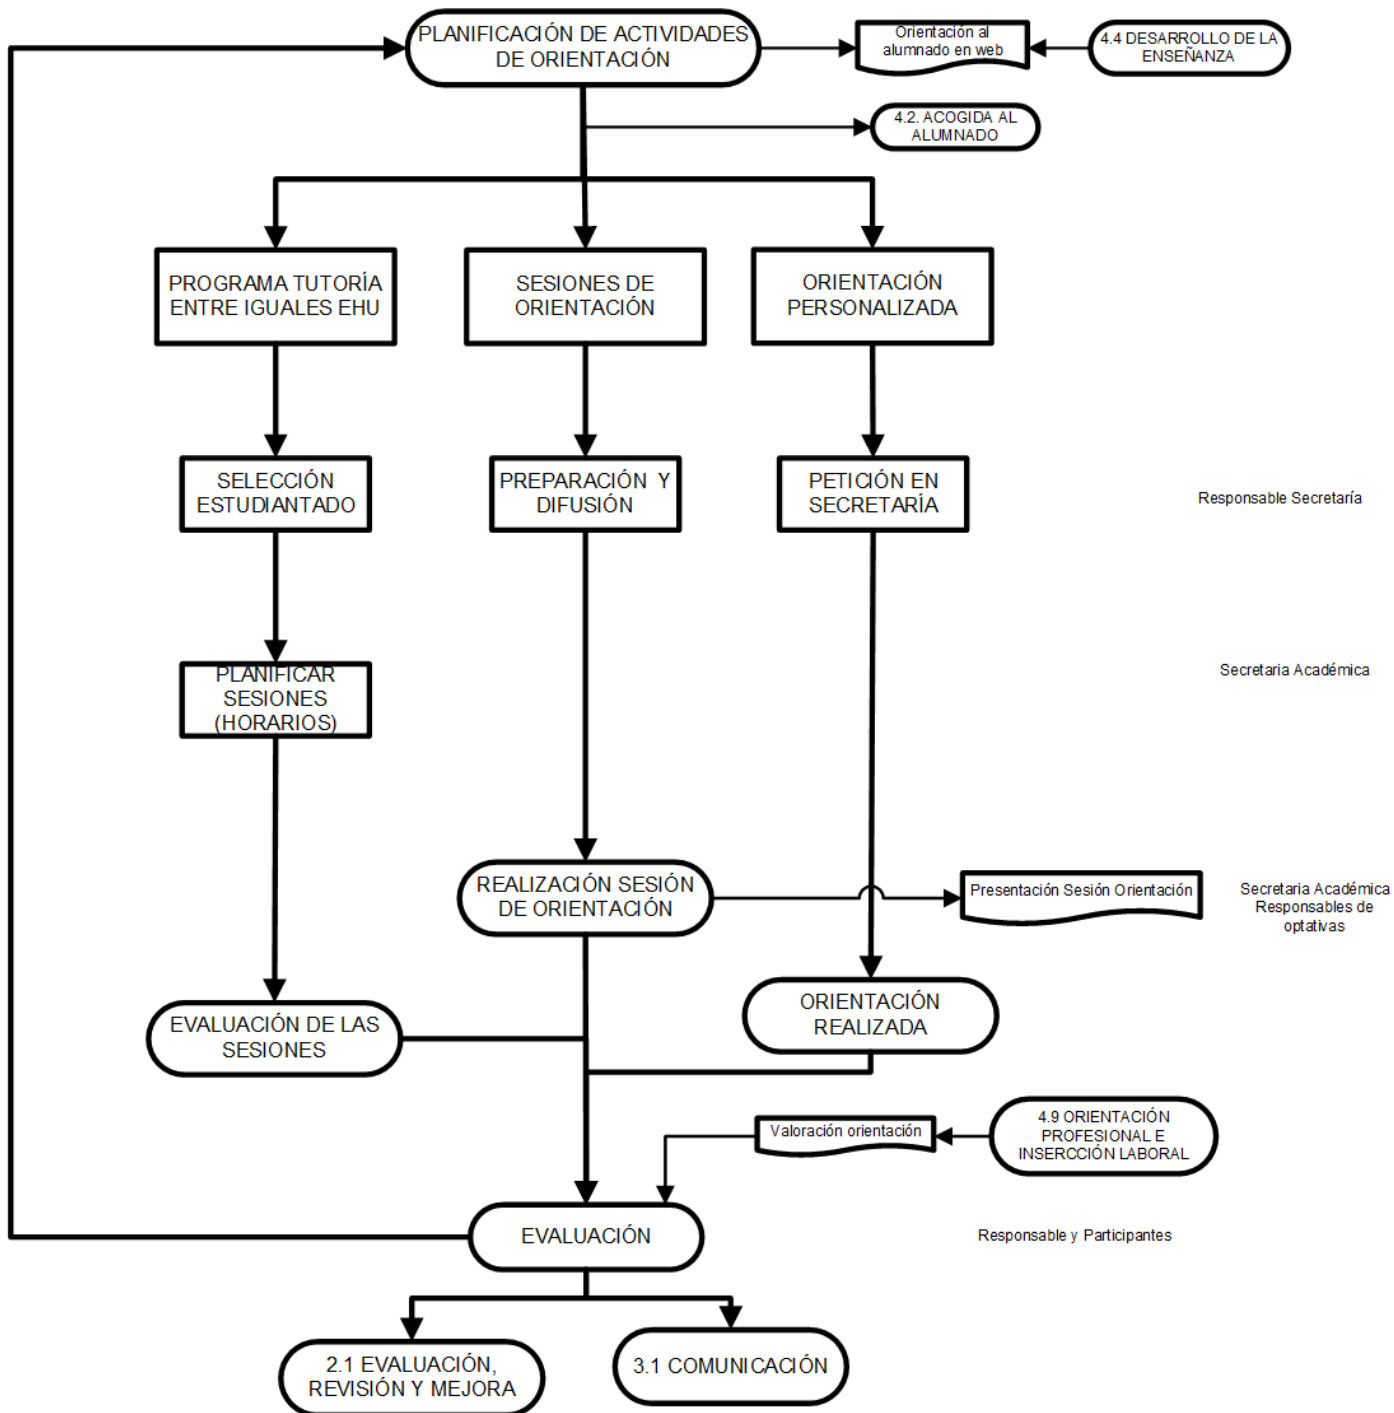 PLANIFICACIÓN DE ACTIVIDADES
DE ORIENTACIÓN
Orientación al
alumnado en web
4.4 DESARROLLO DE LA
ENSEÑANZA
4.2. ACOGIDA AL
ALUMNADO
PROGRAMA TUTORÍA
ENTRE IGUALES EHU
SESIONES DE
ORIENTACIÓN
ORIENTACIÓN
PERSONALIZADA
SELECCIÓN
ESTUDIANTADO
PREPARACIÓN Y
DIFUSIÓN
PETICIÓN EN
SECRETARÍA
Responsable Secretaría
PLANIFICAR
SESIONES
(HORARIOS)
Secretaria Académica
REALIZACIÓN SESIÓN
DE ORIENTACIÓN
Presentación Sesión Orientación
Secretaria Académica
Responsables de
optativas
EVALUACIÓN DE LAS
SESIONES
ORIENTACIÓN
REALIZADA
Valoración orientación
4.9 ORIENTACIÓN
PROFESIONAL E
INSERCCIÓN LABORAL
EVALUACIÓN
Responsable y Participantes
2.1 EVALUACIÓN,
REVISIÓN Y MEJORA
3.1 COMUNICACIÓN